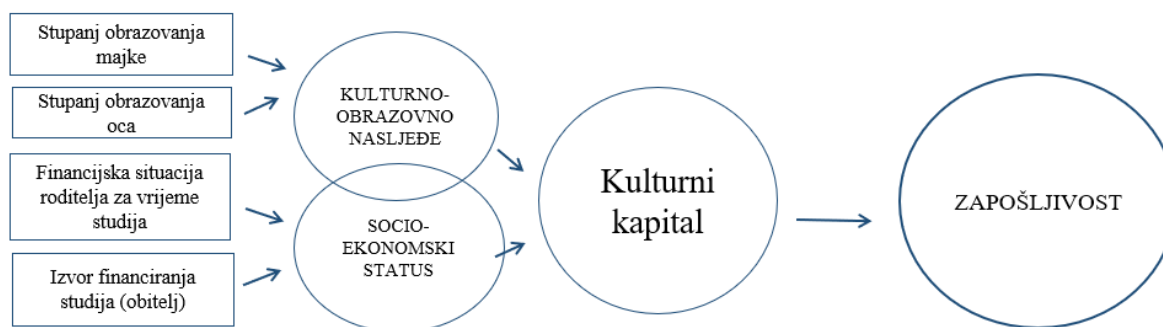 Stupanj obrazovanja
majke
Stupanj obrazovanja
oca
Financijska situacija
roditelja za vrijeme
studija
Izvor financiranja
studija (obitelj)
KULTURNO-
OBRAZOVNO
NASLJEĐE
SOCIO-
EKONOMSKI
STATUS
Kulturni
kapital
ZAPOŠLJIVOST